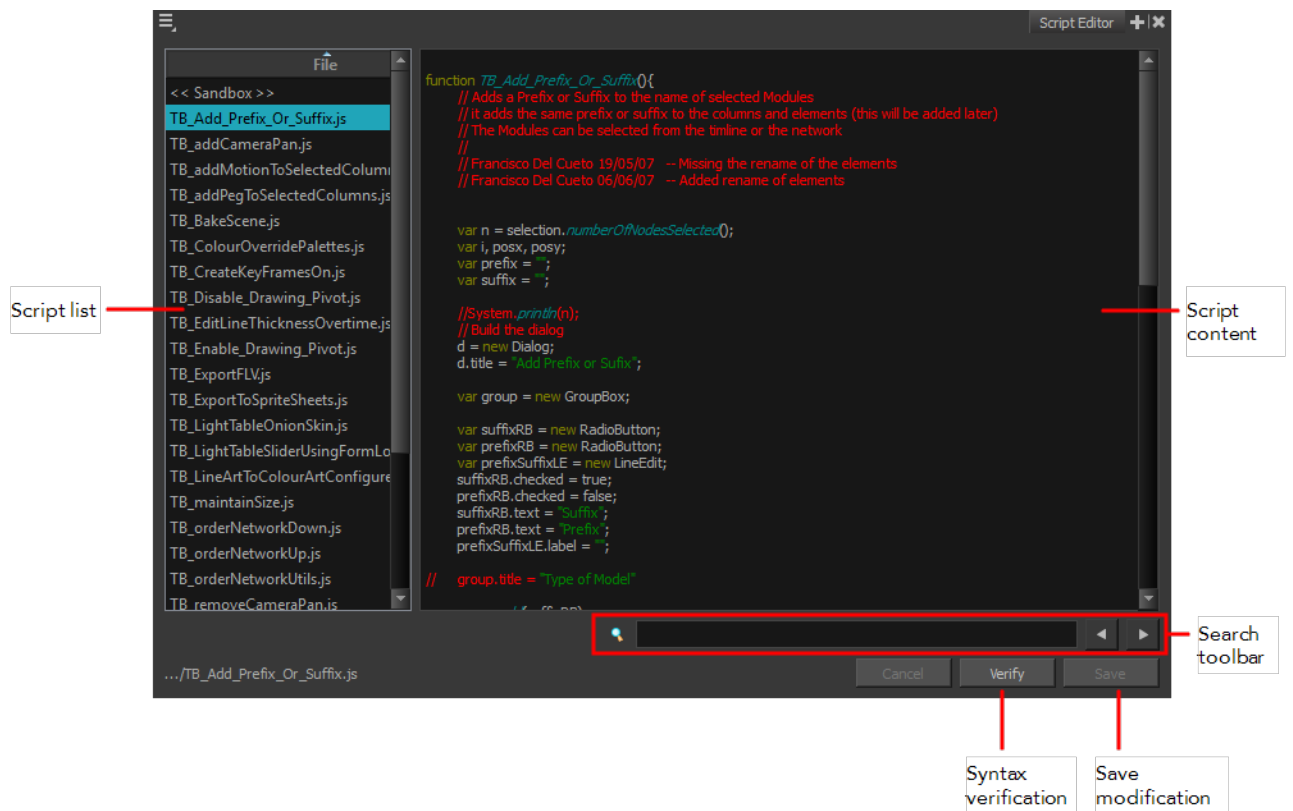 Script Editor
File
<< Sandbox >>
TB_Add_Prefix_Or_Suffix.js
TB_addCameraPan.js
TB_addMotionToSelectedColum
TB_addPegToSelectedColumns.js
TB_BakeScene.js
TB_ColourOverridePalettes.js
TB_CreateKeyFramesOn.js
TB_Disable_Drawing_Pivot.js
TB_EditLineThicknessOvertime.js
TB_Enable_Drawing_Pivot.js
TB_ExportFLV.js
TB_ExportToSpriteSheets.js
TB_LightTableOnionSkin.js
TB_LightTableSliderUsingFormLo
TB_LineArtToColourArtConfigure
TB_maintainSize.js
TB_orderNetworkDown.js
TB_orderNetworkUp.js
TB_orderNetworkUtils.js
TB_removeCameraPan.js
function TB_Add_Prefix_Or_Suffix(){
// Adds a Prefix or Suffix to the name of selected Modules
// it adds the same prefix or suffix to the columns and elements (this will be added later)
// The Modules can be selected from the timline or the network
//
// Francisco Del Cueto 19/05/07 -- Missing the rename of the elements
// Francisco Del Cueto 06/06/07 -- Added rename of elements
var n = selection.numberOfNodesSelected();
var i, posx, posy;
var prefix = "";
var suffix = "";
//System.println(n);
// Build the dialog
d = new Dialog;
d.title = "Add Prefix or Sufix";
var group = new GroupBox;
var suffixRB = new RadioButton;
var prefixRB = new RadioButton;
var prefixSuffixLE = new LineEdit;
suffixRB.checked = true;
prefixRB.checked = false;
suffixRB.text = "Suffix";
prefixRB.text = "Prefix";
prefixSuffixLE.label = "";
// group.title = "Type of Model"
.../TB_Add_Prefix_Or_Suffix.js
Cancel
Verify
Save
Script list
Script
content
Search
toolbar
Syntax
verification
Save
modification